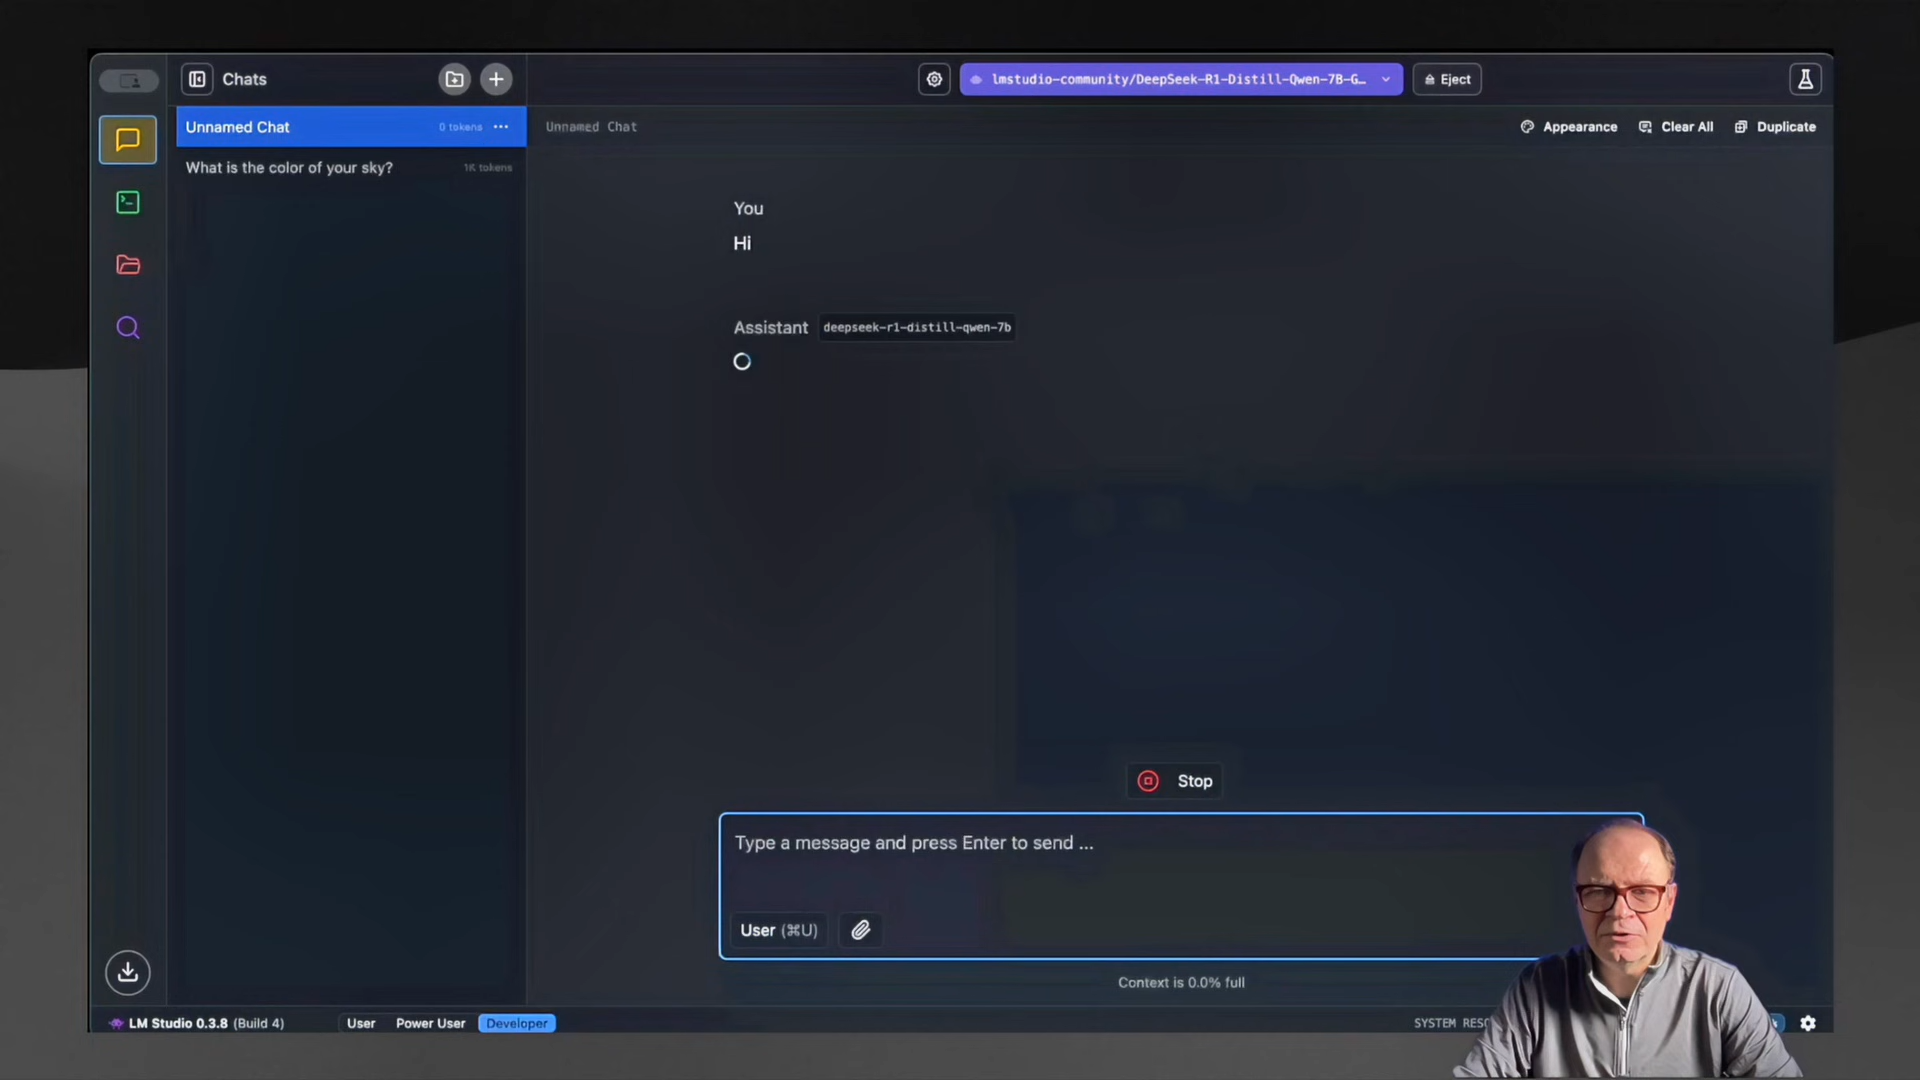 Chats
lmstudio-community/DeepSeek-R1-Distill-Qwen-7B-G…
Eject
Unnamed Chat
0 tokens
Unnamed Chat
Appearance
Clear All
Duplicate
What is the color of your sky?
1K tokens
You
Hi
Assistant
deepseek-r1-distill-qwen-7b
Stop
Type a message and press Enter to send ...
User (⌘U)
Context is 0.0% full
LM Studio 0.3.8 (Build 4)
User
Power User
Developer
SYSTEM